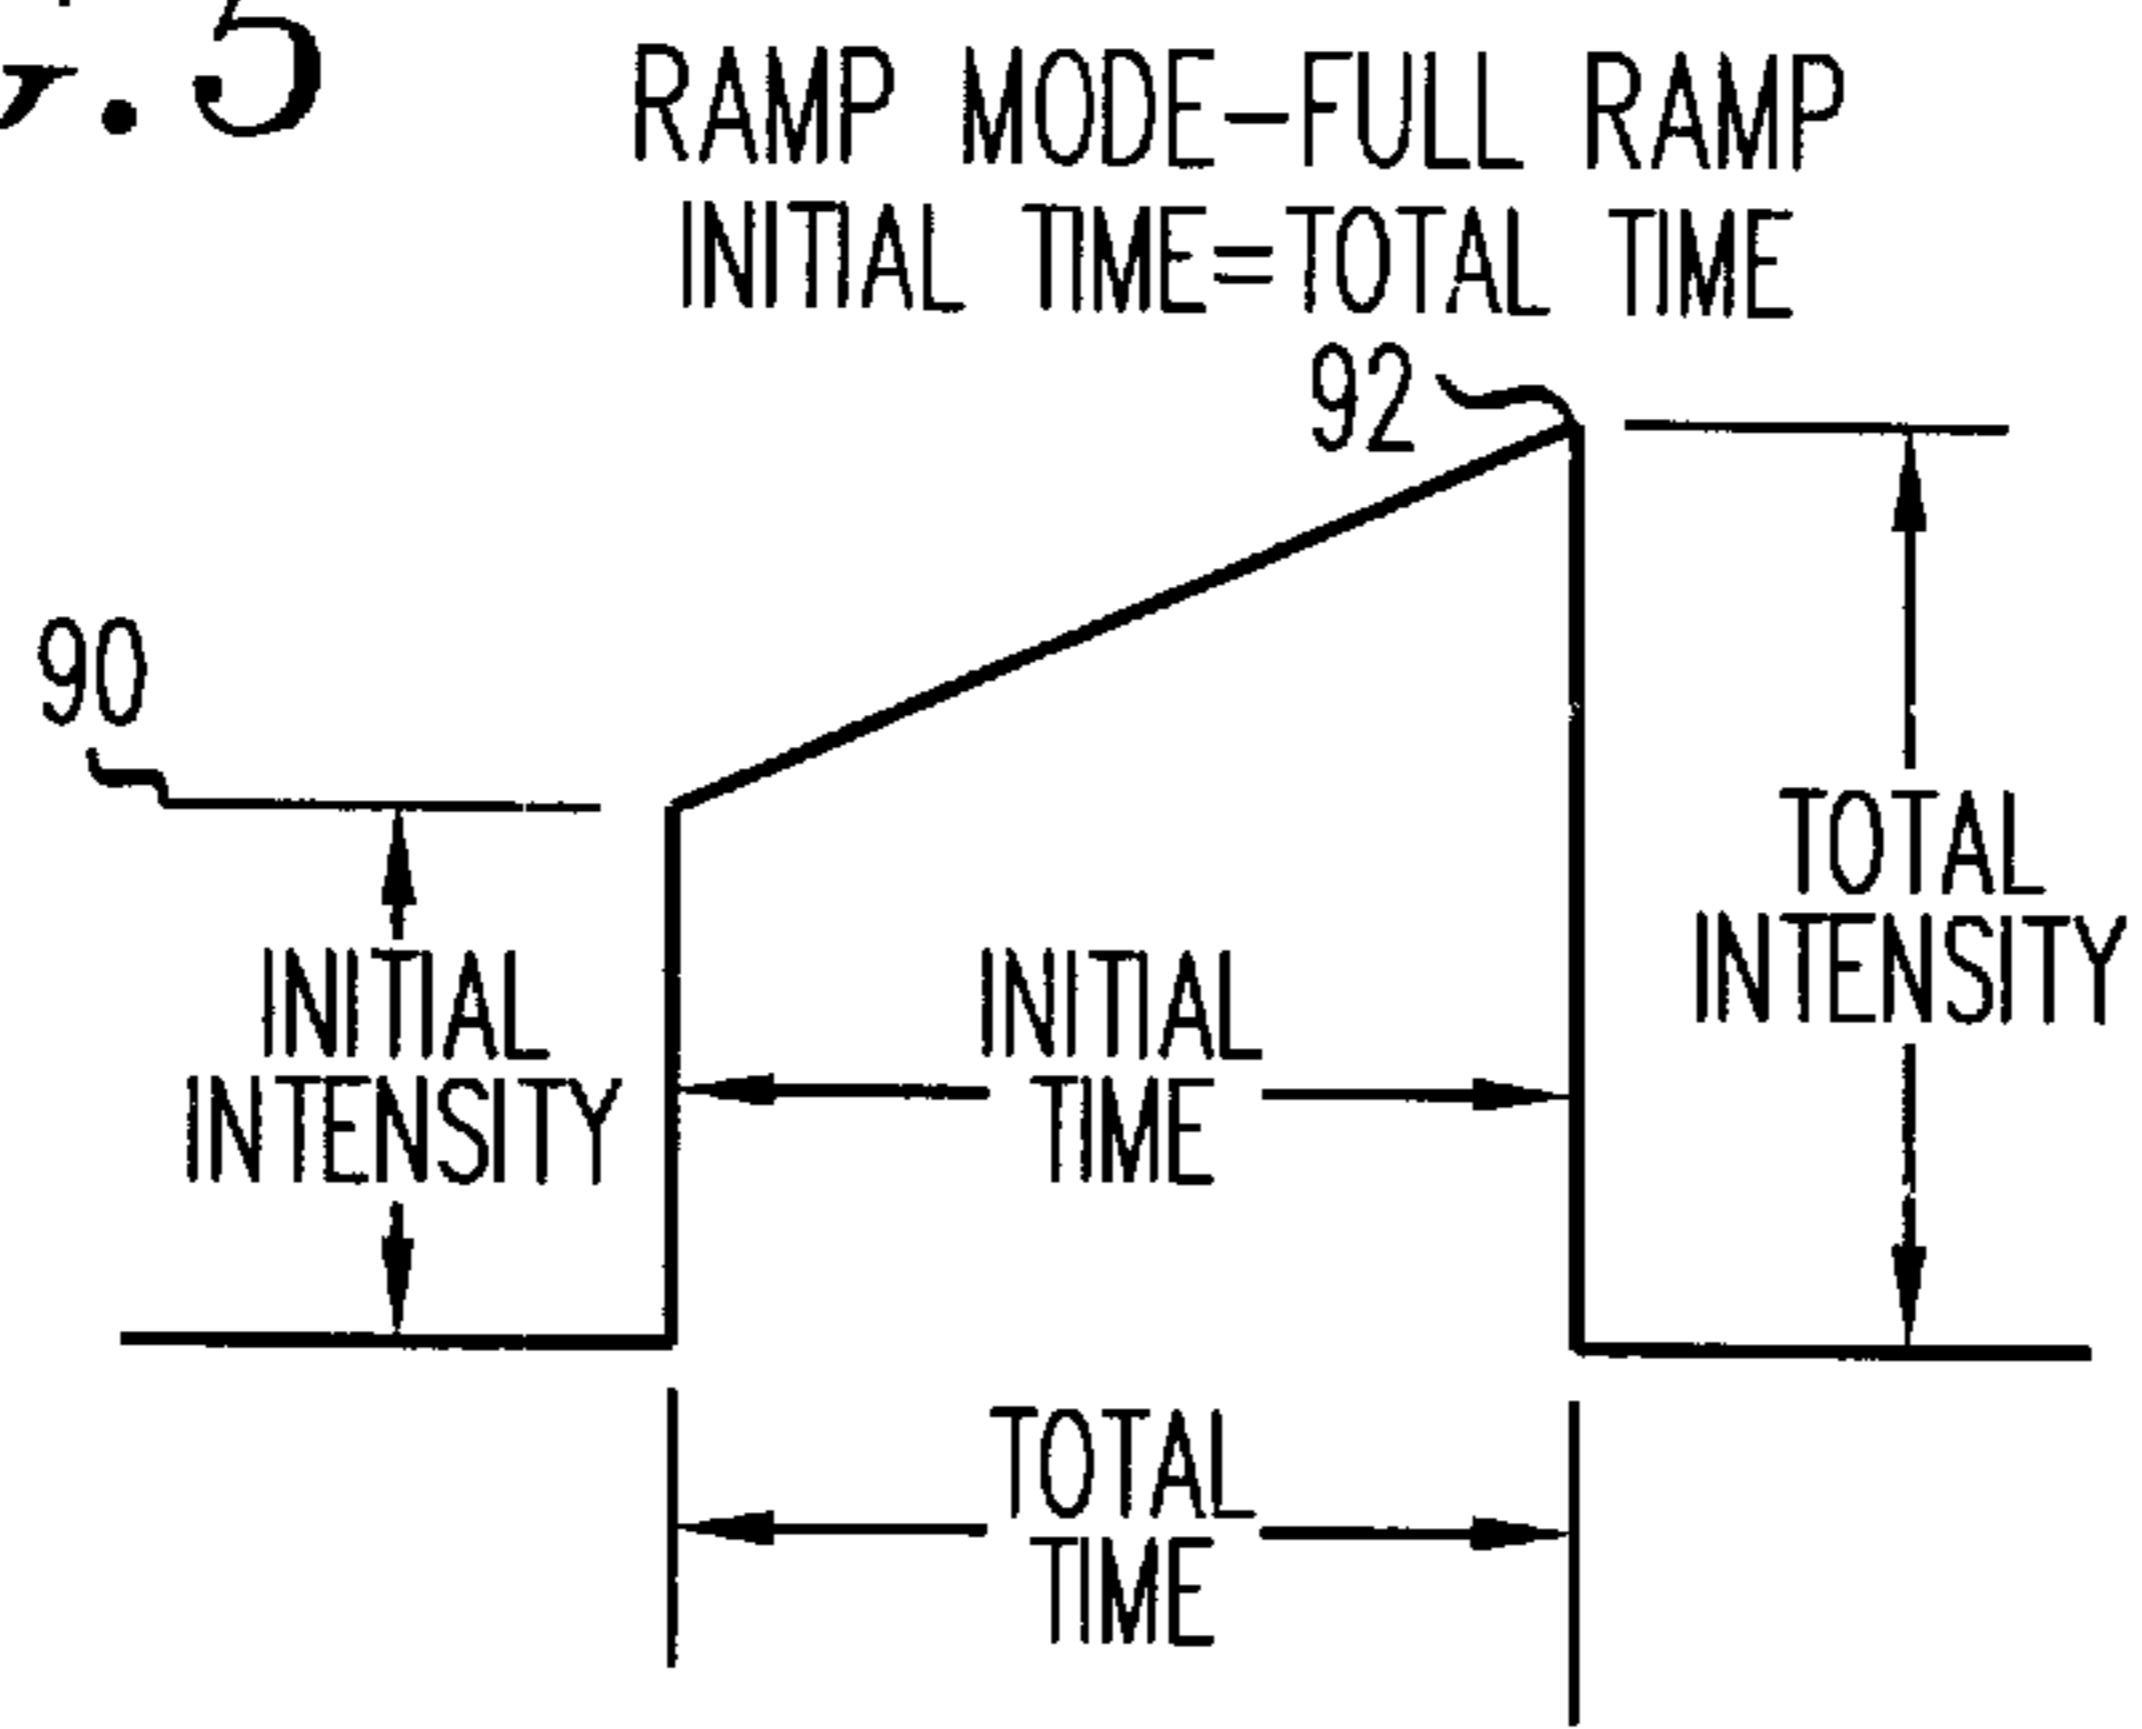 .5
RAMP MODE-FULL RAMP
INITIAL TIME=TOTAL TIME
92
90
TOTAL
INTENSITY
INITIAL
INTENSITY
INITIAL
TIME
TOTAL
TIME